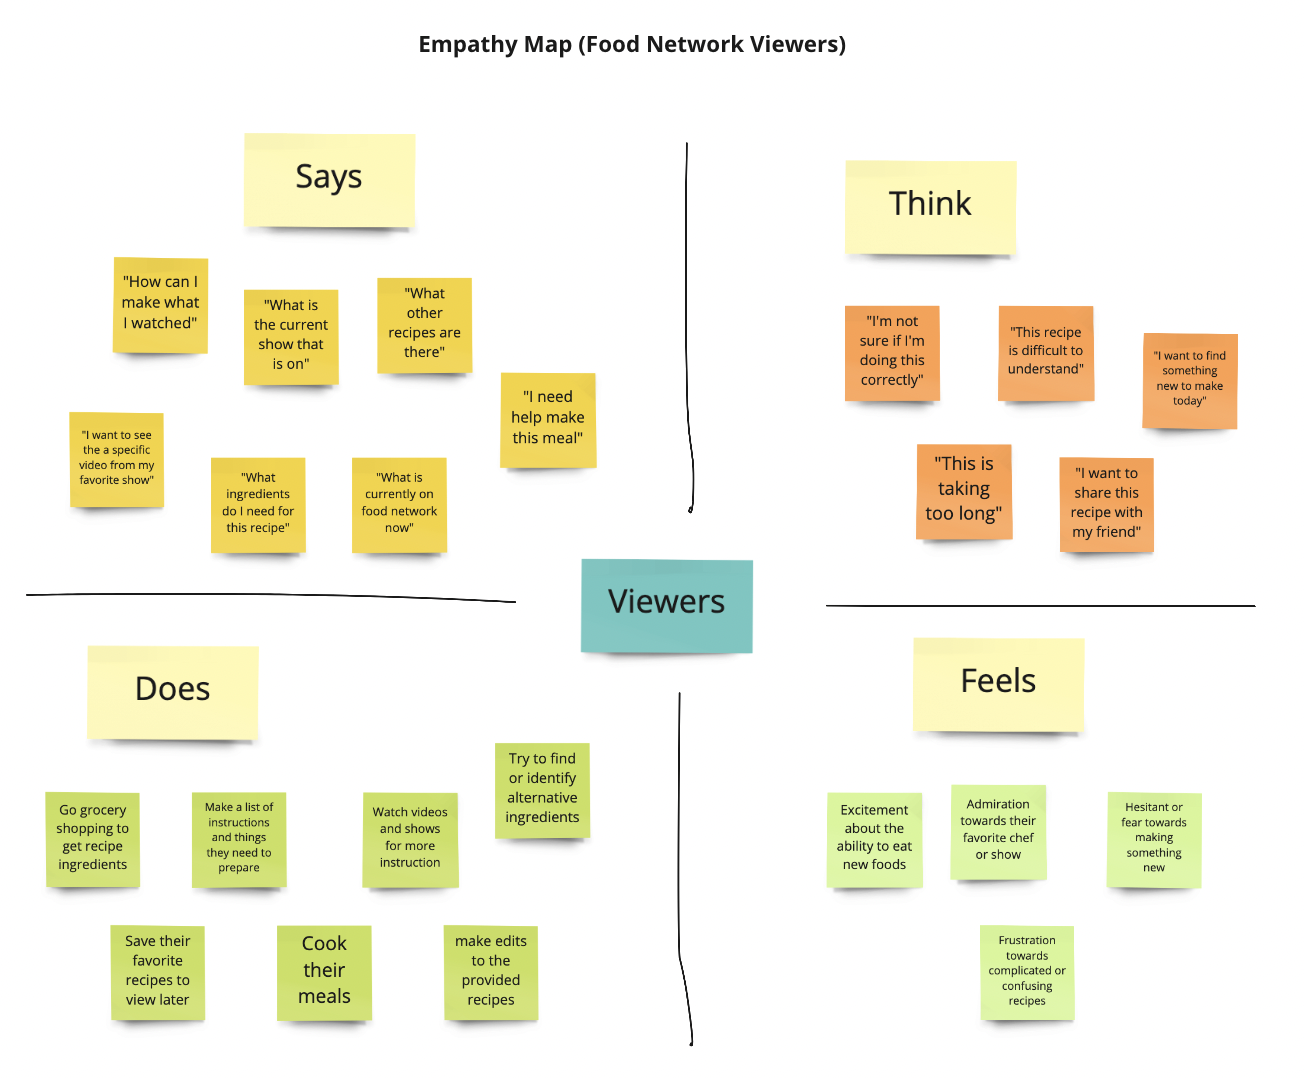 Empathy Map (Food Network Viewers)
Says
"How can I
make what
I watched"
"What is
the current
show that
is on"
"What
other
recipes are
there"
"I need
help make
this meal"
"I want to see
the a specific
video from my
favorite show"
"What
ingredients
do I need for
this recipe"
"What is
currently on
food network
now"
Think
"I'm not
sure if I'm
doing this
correctly"
"This recipe
is difficult to
understand"
"I want to find
something
new to make
today"
"This is
taking
too long"
"I want to
share this
recipe with
my friend"
Viewers
Does
Go grocery
shopping to
get recipe
ingredients
Make a list of
instructions
and things
they need to
prepare
Watch videos
and shows
for more
instruction
Try to find
or identify
alternative
ingredients
Save their
favorite
recipes to
view later
Cook
their
meals
make edits
to the
provided
recipes
Feels
Excitement
about the
ability to eat
new foods
Admiration
towards their
favorite chef
or show
Hesitant or
fear towards
making
something
new
Frustration
towards
complicated or
confusing
recipes